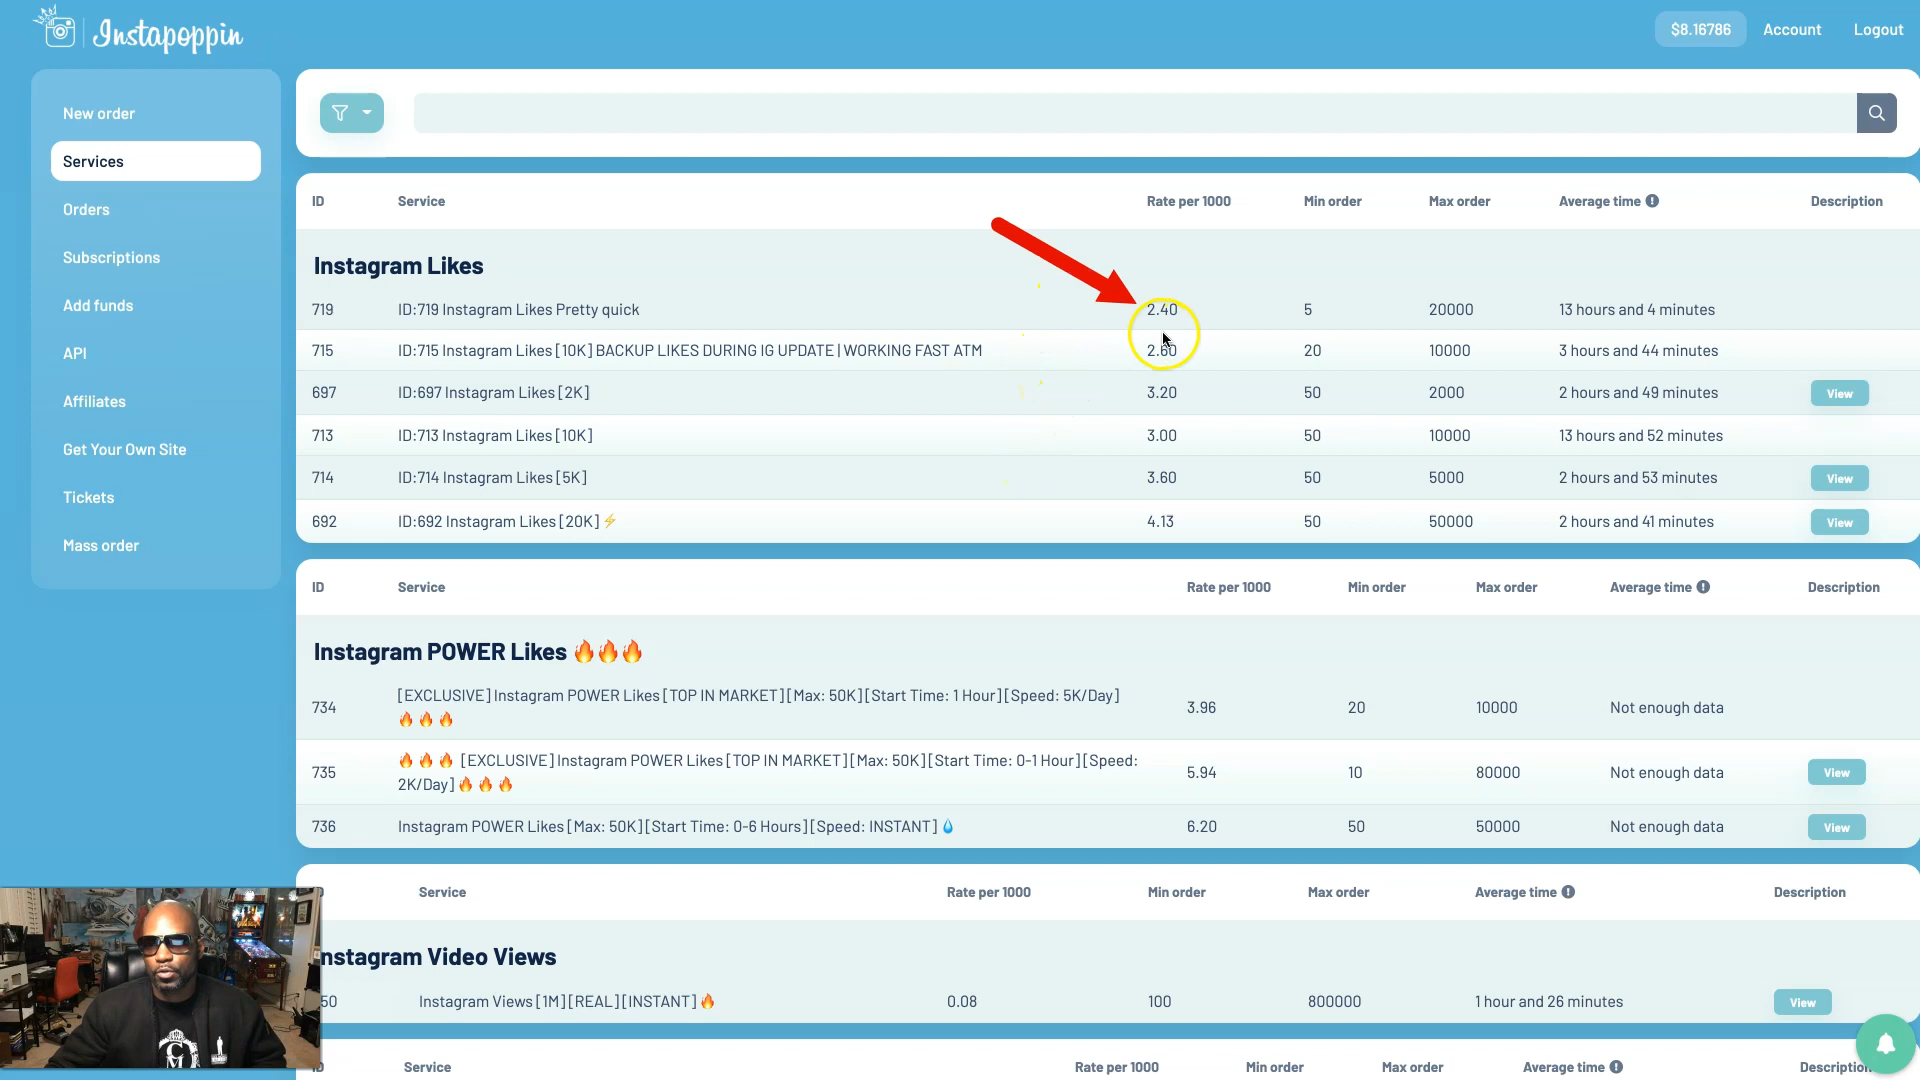 Instapoppin
$8.16786 Account Logout
New order
Services
Orders
Subscriptions
Add funds
API
Affiliates
Get Your Own Site
Tickets
Mass order
ID Service Rate per 1000 Min order Max order Average time Description
Instagram Likes
719 ID:719 Instagram Likes Pretty quick 2.40 5 20000 13 hours and 4 minutes
715 ID:715 Instagram Likes [10K] BACKUP LIKES DURING IG UPDATE | WORKING FAST ATM 2.60 20 10000 3 hours and 44 minutes
697 ID:697 Instagram Likes [2K] 3.20 50 2000 2 hours and 49 minutes View
713 ID:713 Instagram Likes [10K] 3.00 50 10000 13 hours and 52 minutes
714 ID:714 Instagram Likes [5K] 3.60 50 5000 2 hours and 53 minutes View
692 ID:692 Instagram Likes [20K] ⚡ 4.13 50 50000 2 hours and 41 minutes View
ID Service Rate per 1000 Min order Max order Average time Description
Instagram POWER Likes 🔥🔥🔥
734 [EXCLUSIVE] Instagram POWER Likes [TOP IN MARKET] [Max: 50K] [Start Time: 1 Hour] [Speed: 5K/Day] 3.96 20 10000 Not enough data
🔥 🔥 🔥
735 🔥 🔥 🔥 [EXCLUSIVE] Instagram POWER Likes [TOP IN MARKET] [Max: 50K] [Start Time: 0-1 Hour] [Speed: 5.94 10 80000 Not enough data View
2K/Day] 🔥 🔥 🔥
736 Instagram POWER Likes [Max: 50K] [Start Time: 0-6 Hours] [Speed: INSTANT] 💧 6.20 50 50000 Not enough data View
D Service Rate per 1000 Min order Max order Average time Description
nstagram Video Views
50 Instagram Views [1M] [REAL] [INSTANT] 🔥 0.08 100 800000 1 hour and 26 minutes View
D Service Rate per 1000 Min order Max order Average time Description